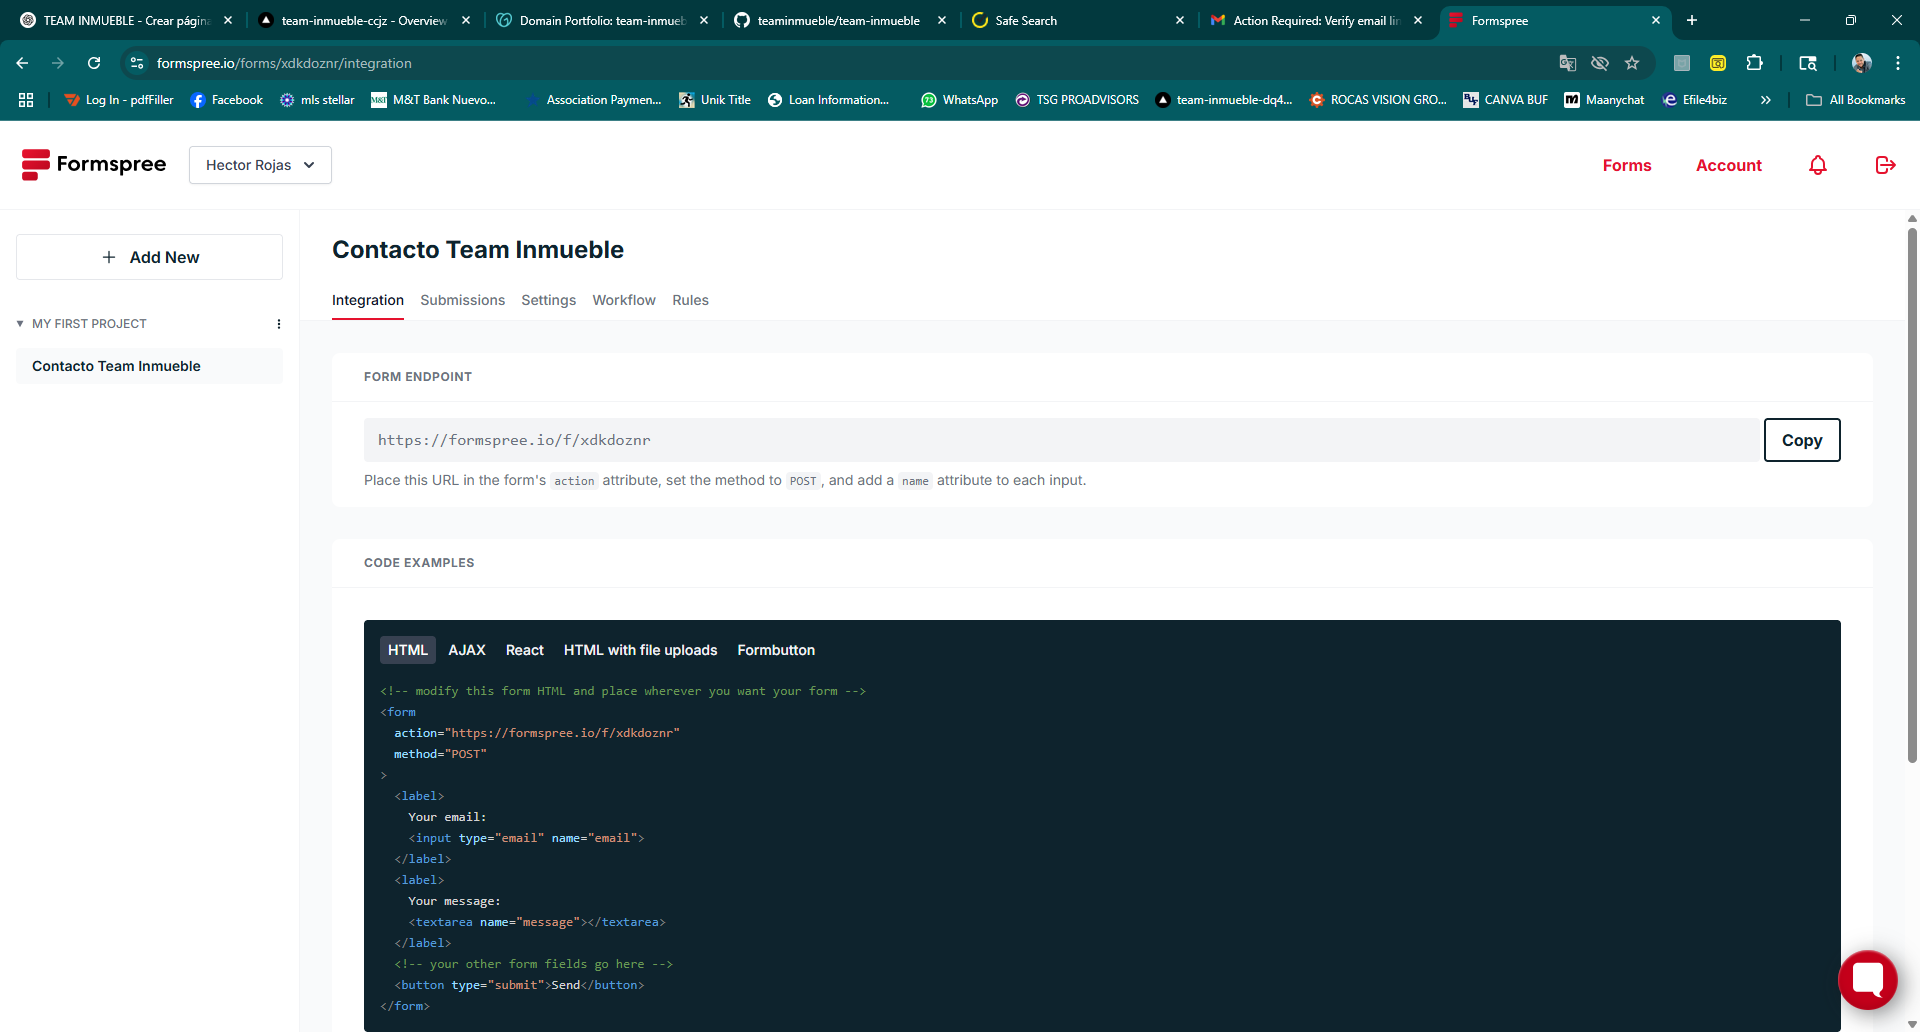 TEAM INMUEBLE - Crear página
team-inmueble-ccjz - Overview
Domain Portfolio: team-inmueb
teaminmueble/team-inmueble
Safe Search
Action Required: Verify email lin
Formspree
formspree.io/forms/xdkdoznr/integration
Log In - pdfFiller
Facebook
mls stellar
M&T Bank Nuevo...
Association Paymen...
Unik Title
Loan Information...
WhatsApp
TSG PROADVISORS
team-inmueble-dq4...
ROCAS VISION GRO...
CANVA BUF
Maanychat
Efile4biz
All Bookmarks
Formspree
Hector Rojas
Forms
Account
Add New
MY FIRST PROJECT
Contacto Team Inmueble
Contacto Team Inmueble
Integration
Submissions
Settings
Workflow
Rules
FORM ENDPOINT
https://formspree.io/f/xdkdoznr
Copy
Place this URL in the form's action attribute, set the method to POST, and add a name attribute to each input.
CODE EXAMPLES
HTML
AJAX
React
HTML with file uploads
Formbutton
<!-- modify this form HTML and place wherever you want your form -->
<form
action="https://formspree.io/f/xdkdoznr"
method="POST"
>
<label>
Your email:
<input type="email" name="email">
</label>
<label>
Your message:
<textarea name="message"></textarea>
</label>
<!-- your other form fields go here -->
<button type="submit">Send</button>
</form>